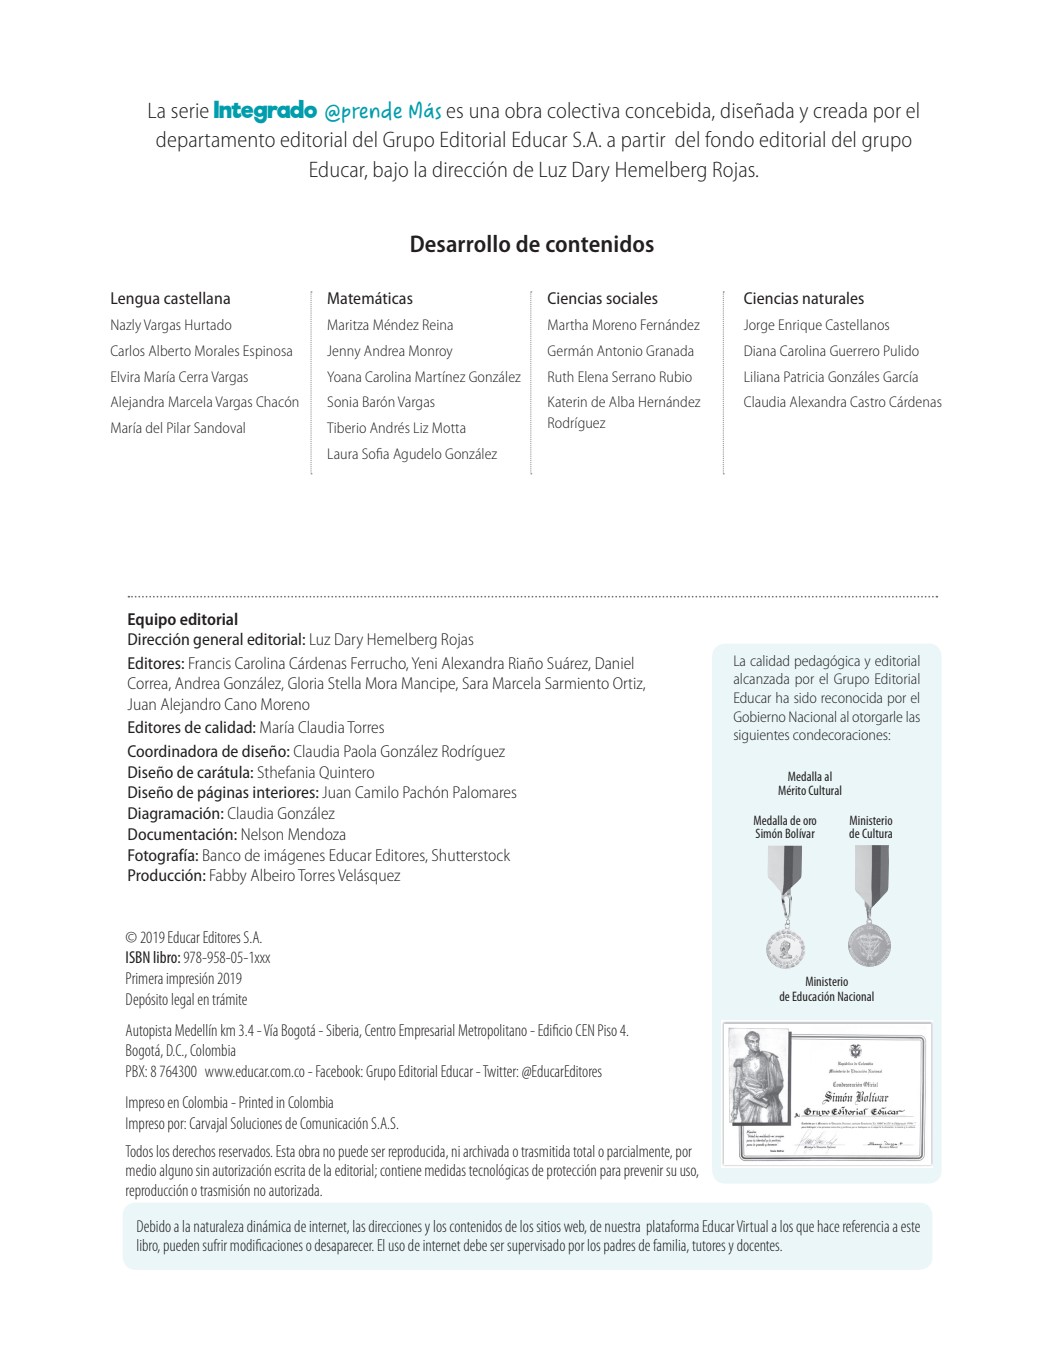 La serie Integrado @prende Más es una obra colectiva concebida, diseñada y creada por el
departamento editorial del Grupo Editorial Educar S.A. a partir del fondo editorial del grupo
Educar, bajo la dirección de Luz Dary Hemelberg Rojas.
Desarrollo de contenidos
Lengua castellana
Nazly Vargas Hurtado
Carlos Alberto Morales Espinosa
Elvira María Cerra Vargas
Alejandra Marcela Vargas Chacón
María del Pilar Sandoval
Matemáticas
Maritza Méndez Reina
Jenny Andrea Monroy
Yoana Carolina Martínez González
Sonia Barón Vargas
Tiberio Andrés Liz Motta
Laura Sofia Agudelo González
Ciencias sociales
Martha Moreno Fernández
Germán Antonio Granada
Ruth Elena Serrano Rubio
Katerin de Alba Hernández
Rodríguez
Ciencias naturales
Jorge Enrique Castellanos
Diana Carolina Guerrero Pulido
Liliana Patricia Gonzáles García
Claudia Alexandra Castro Cárdenas
Equipo editorial
Dirección general editorial: Luz Dary Hemelberg Rojas
Editores: Francis Carolina Cárdenas Ferrucho, Yeni Alexandra Riaño Suárez, Daniel
Correa, Andrea González, Gloria Stella Mora Mancipe, Sara Marcela Sarmiento Ortiz,
Juan Alejandro Cano Moreno
Editores de calidad: María Claudia Torres
Coordinadora de diseño: Claudia Paola González Rodríguez
Diseño de carátula: Sthefania Quintero
Diseño de páginas interiores: Juan Camilo Pachón Palomares
Diagramación: Claudia González
Documentación: Nelson Mendoza
Fotografía: Banco de imágenes Educar Editores, Shutterstock
Producción: Fabby Albeiro Torres Velásquez
© 2019 Educar Editores S.A.
ISBN libro: 978-958-05-1xxx
Primera impresión 2019
Depósito legal en trámite
Autopista Medellín km 3.4 - Vía Bogotá - Siberia, Centro Empresarial Metropolitano - Edificio CEN Piso 4.
Bogotá, D.C., Colombia
PBX: 8 764300 www.educar.com.co - Facebook: Grupo Editorial Educar - Twitter: @EducarEditores
Impreso en Colombia - Printed in Colombia
Impreso por: Carvajal Soluciones de Comunicación S.A.S.
Todos los derechos reservados. Esta obra no puede ser reproducida, ni archivada o trasmitida total o parcialmente, por
medio alguno sin autorización escrita de la editorial; contiene medidas tecnológicas de protección para prevenir su uso,
reproducción o trasmisión no autorizada.
La calidad pedagógica y editorial
alcanzada por el Grupo Editorial
Educar ha sido reconocida por el
Gobierno Nacional al otorgarle las
siguientes condecoraciones:
Medalla al
Mérito Cultural
Medalla de oro
Simón Bolívar
Ministerio
de Cultura
Ministerio
de Educación Nacional
República de Colombia
Ministerio de Educación Nacional
Condecoración Oficial
Simón Bolívar
A Grupo Editorial Educar
Debido a la naturaleza dinámica de internet, las direcciones y los contenidos de los sitios web, de nuestra plataforma Educar Virtual a los que hace referencia a este
libro, pueden sufrir modificaciones o desaparecer. El uso de internet debe ser supervisado por los padres de familia, tutores y docentes.